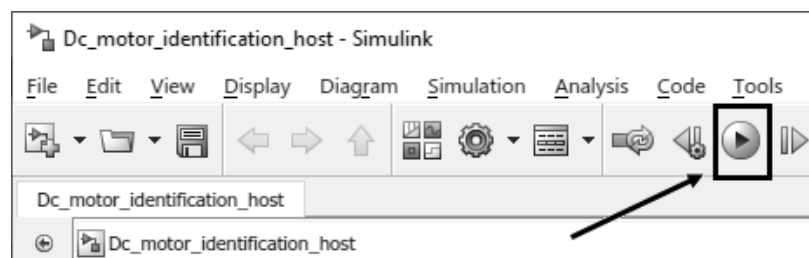 Dc_motor_identification_host - Simulink
File Edit View Display Diagram Simulation Analysis Code Tools
Dc_motor_identification_host
Dc_motor_identification_host